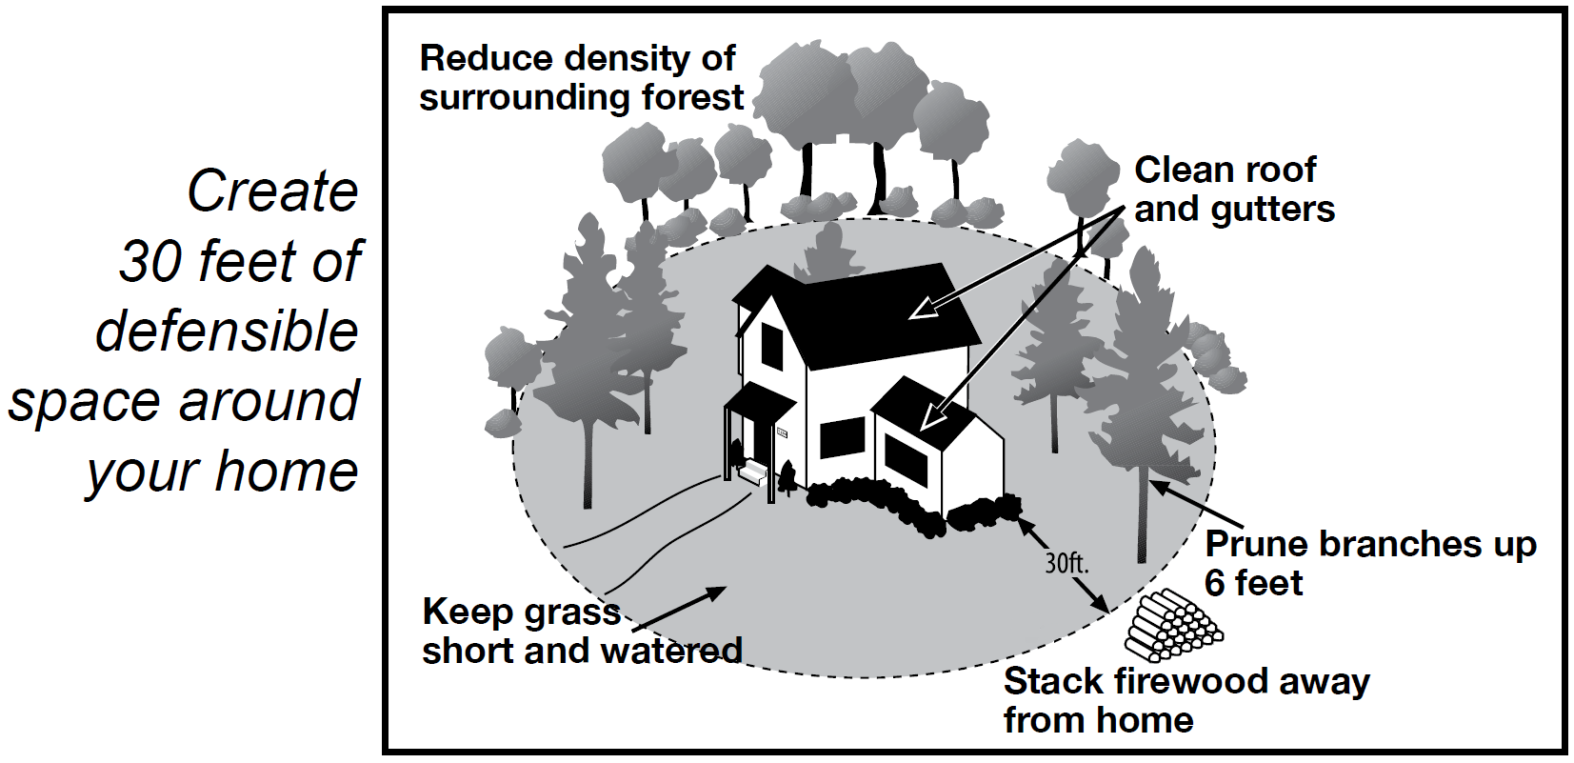 Create
30 feet of
defensible
space around
your home
Reduce density of
surrounding forest
Clean roof
and gutters
30ft.
Prune branches up
6 feet
Keep grass
short and watered
Stack firewood away
from home